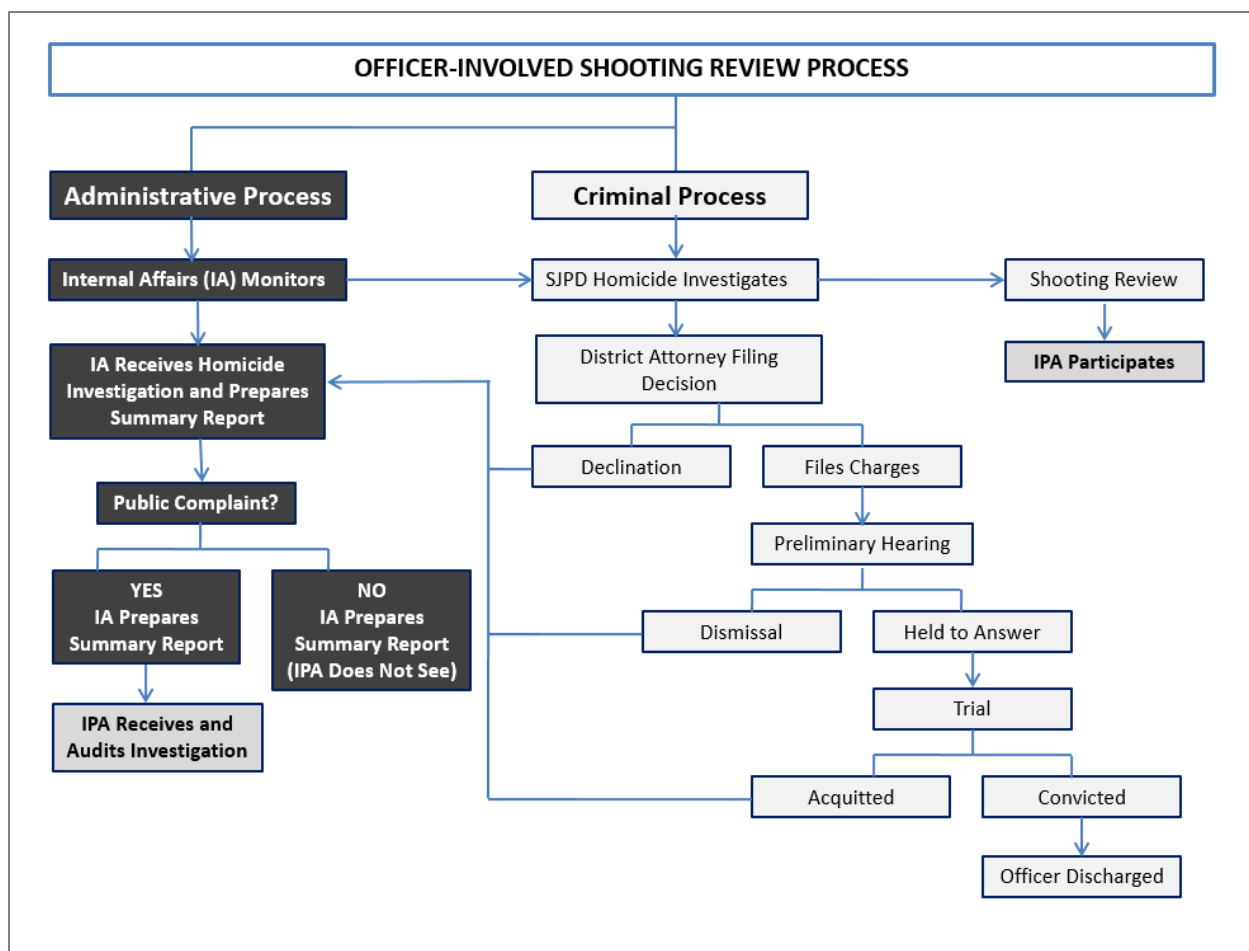 OFFICER-INVOLVED SHOOTING REVIEW PROCESS
Administrative Process
Criminal Process
Internal Affairs (IA) Monitors
SJPD Homicide Investigates
Shooting Review
IA Receives Homicide
Investigation and Prepares
Summary Report
District Attorney Filing
Decision
IPA Participates
Declination
Files Charges
Public Complaint?
Preliminary Hearing
YES
IA Prepares
Summary Report
NO
IA Prepares
Summary Report
(IPA Does Not See)
Dismissal
Held to Answer
IPA Receives and
Audits Investigation
Trial
Acquitted
Convicted
Officer Discharged